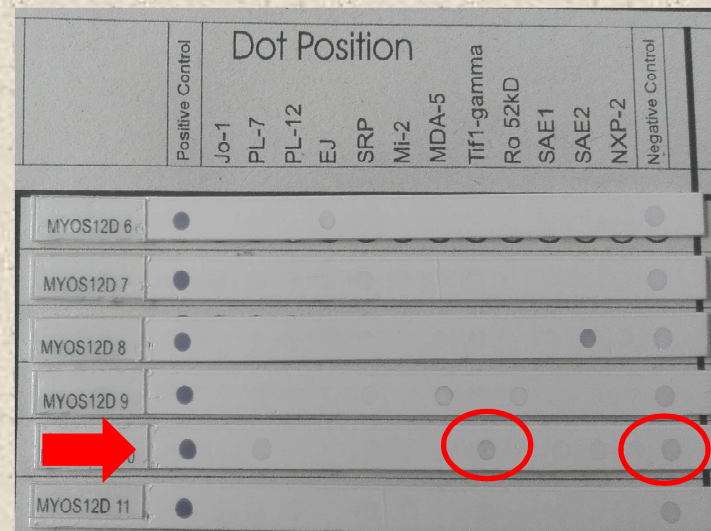 Dot Position
Positive Control
Jo-1
PL-7
PL-12
EJ
SRP
Mi-2
MDA-5
Tif1-gamma
Ro 52kD
SAE1
SAE2
NXP-2
Negative Control
MYOS12D 6
MYOS12D 7
MYOS12D 8
MYOS12D 9
MYOS12D 11